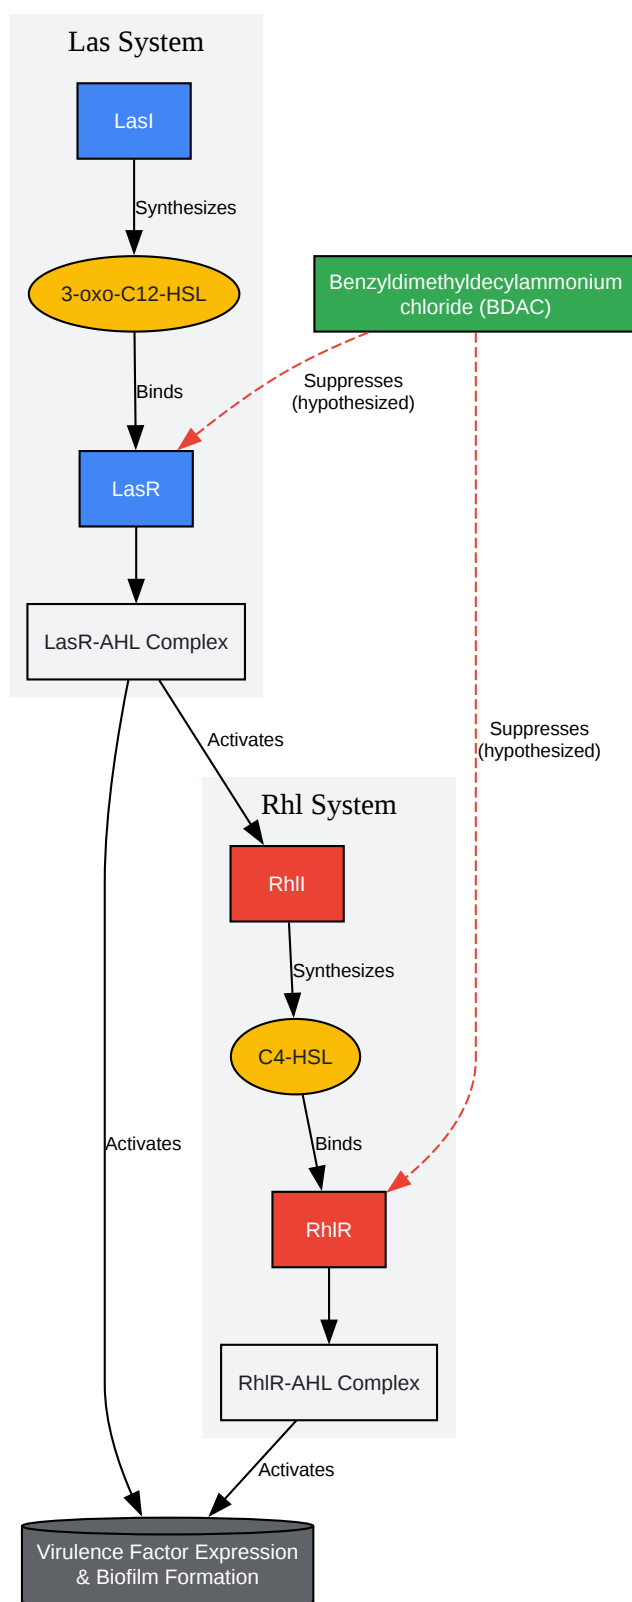 Las System
LasI
Synthesizes
3-oxo-C12-HSL
Benzyldimethyldecylammonium
chloride (BDAC)
Binds
Suppresses
(hypothesized)
LasR
LasR-AHL Complex
Activates
Suppresses
(hypothesized)
Rhl System
RhlI
Synthesizes
C4-HSL
Activates
Binds
RhlR
RhlR-AHL Complex
Activates
Virulence Factor Expression
& Biofilm Formation